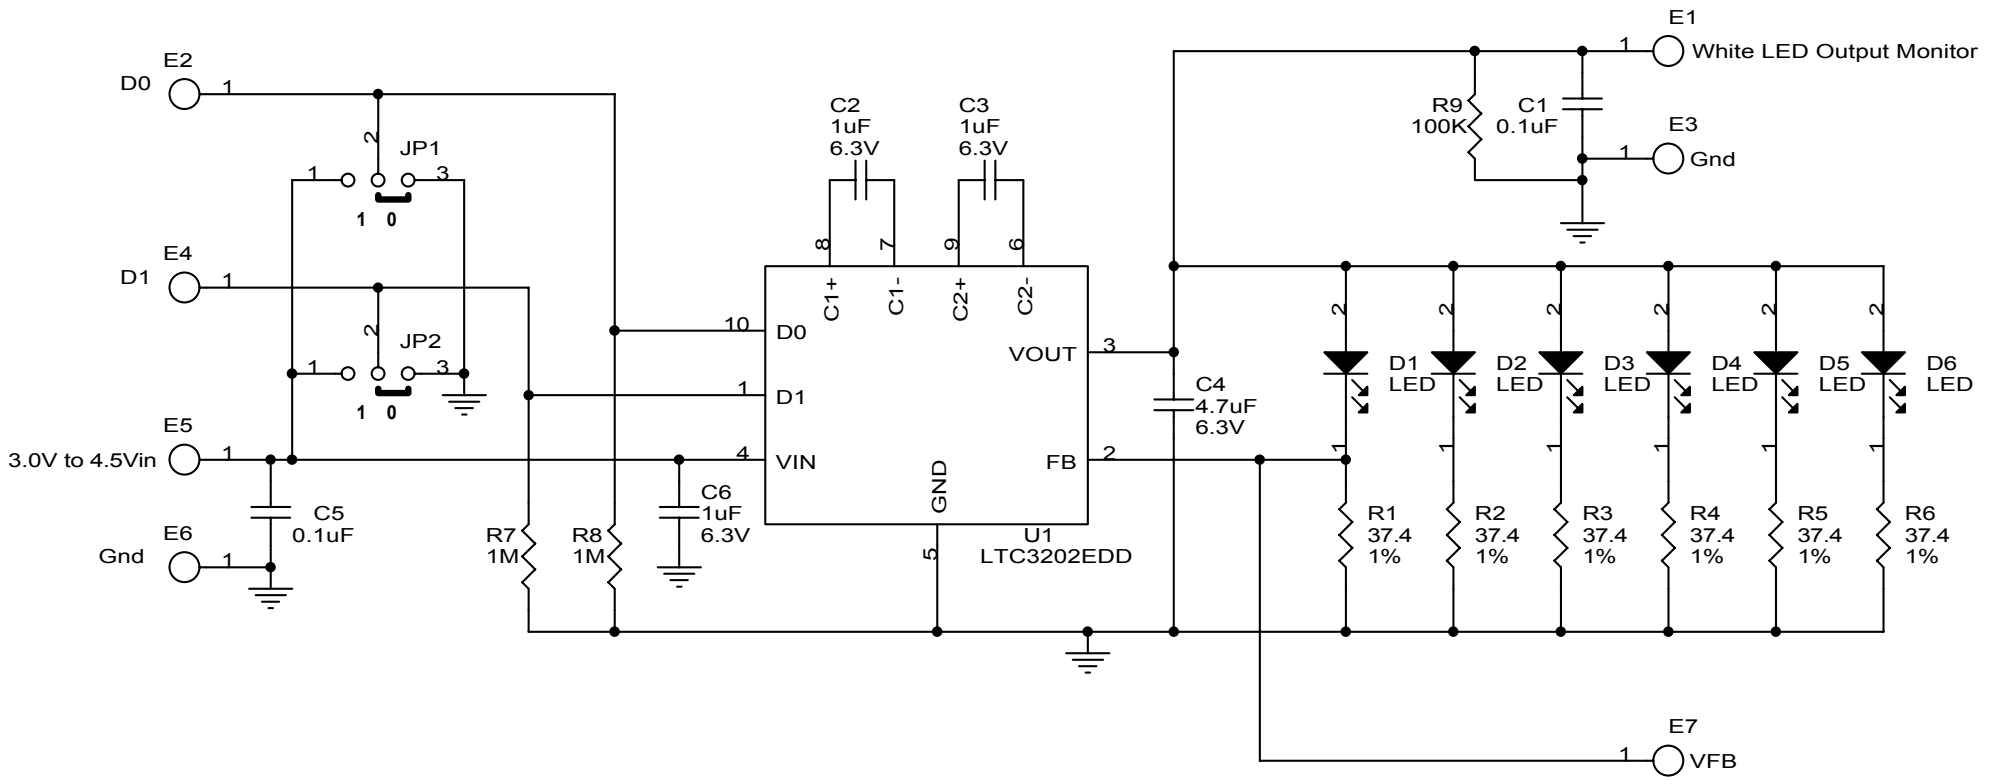 E1
1
White LED Output Monitor
E2
D0
1
2
JP1
1
3
1 0
C2
1uF
6.3V
C3
1uF
6.3V
R9
100K
C1
0.1uF
E3
1
Gnd
E4
D1
1
2
JP2
1
3
1 0
8
7
9
6
C1+
C1-
C2+
C2-
10
D0
1
D1
4
VIN
VOUT
3
FB
2
GND
5
U1
LTC3202EDD
C4
4.7uF
6.3V
E5
3.0V to 4.5Vin
1
C5
0.1uF
E6
Gnd
1
R7
1M
R8
1M
C6
1uF
6.3V
2
2
2
2
2
2
D1
LED
D2
LED
D3
LED
D4
LED
D5
LED
D6
LED
1
1
1
1
1
1
R1
37.4
1%
R2
37.4
1%
R3
37.4
1%
R4
37.4
1%
R5
37.4
1%
R6
37.4
1%
E7
1
VFB